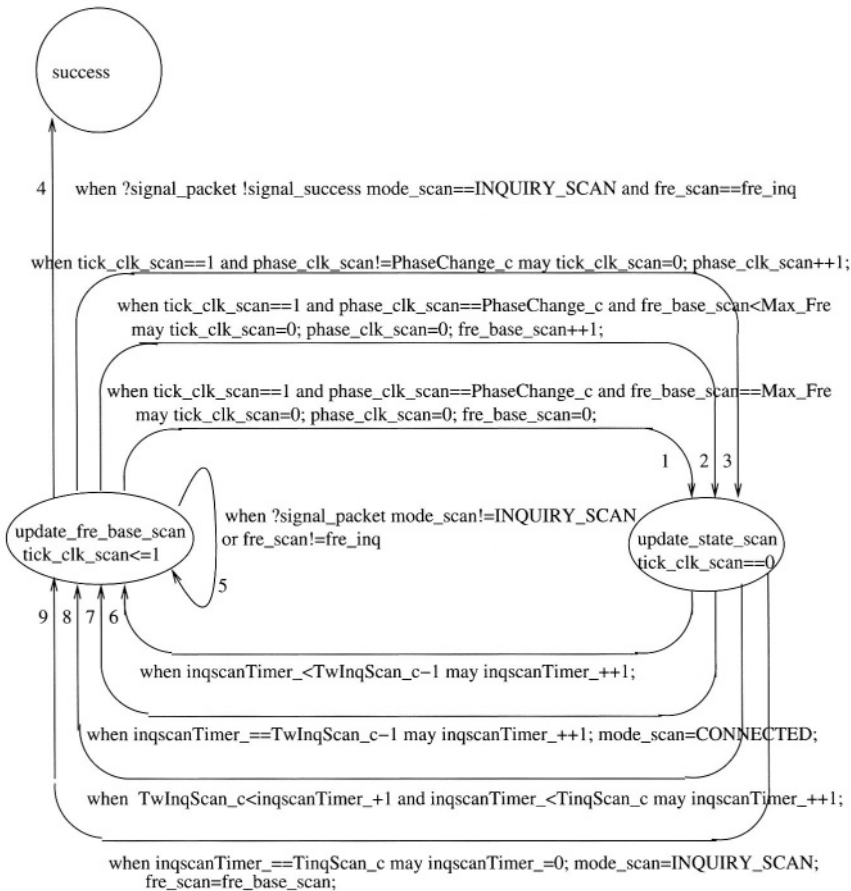 success
4
when ?signal_packet !signal_success mode_scan==INQUIRY_SCAN and fre_scan==fre_inq
when tick_clk_scan==1 and phase_clk_scan!=PhaseChange_c may tick_clk_scan=0; phase_clk_scan++1;
when tick_clk_scan==1 and phase_clk_scan==PhaseChange_c and fre_base_scan<Max_Fre
may tick_clk_scan=0; phase_clk_scan=0; fre_base_scan++1;
when tick_clk_scan==1 and phase_clk_scan==PhaseChange_c and fre_base_scan==Max_Fre
may tick_clk_scan=0; phase_clk_scan=0; fre_base_scan=0;
1 2 3
update_fre_base_scan
tick_clk_scan<=1
when ?signal_packet mode_scan!=INQUIRY_SCAN
or fre_scan!=fre_inq
update_state_scan
tick_clk_scan==0
5
9 8 7 6
when inqscanTimer_<TwInqScan_c−1 may inqscanTimer_++1;
when inqscanTimer_==TwInqScan_c−1 may inqscanTimer_++1; mode_scan=CONNECTED;
when TwInqScan_c<inqscanTimer_+1 and inqscanTimer_<TinqScan_c may inqscanTimer_++1;
when inqscanTimer_==TinqScan_c may inqscanTimer_=0; mode_scan=INQUIRY_SCAN;
fre_scan=fre_base_scan;